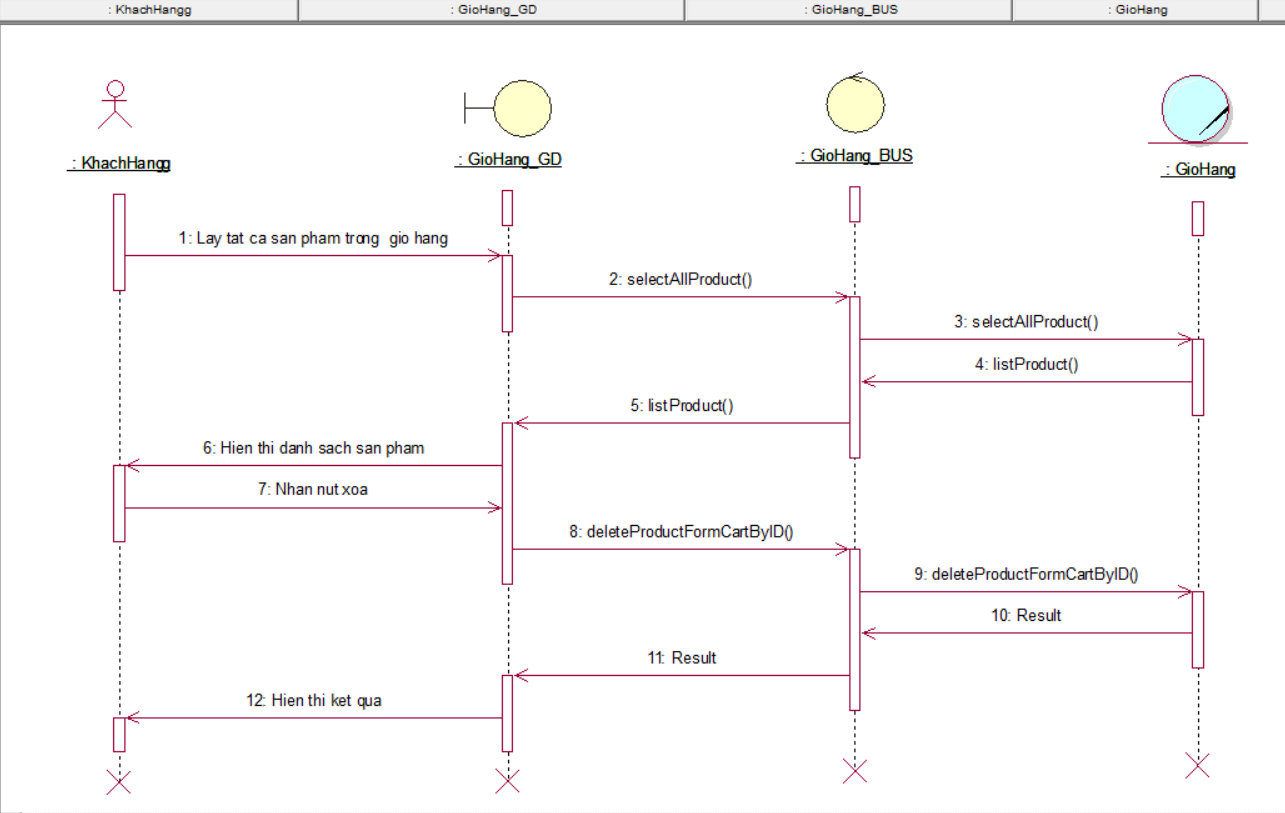 : KhachHangg
: GioHang_GD
: GioHang_BUS
: GioHang
: KhachHangg
: GioHang_GD
: GioHang_BUS
: GioHang
1: Lay tat ca san pham trong gio hang
2: selectAllProduct()
3: selectAllProduct()
4: listProduct()
5: listProduct()
6: Hien thi danh sach san pham
7: Nhan nut xoa
8: deleteProductFormCartByID()
9: deleteProductFormCartByID()
10: Result
11: Result
12: Hien thi ket qua